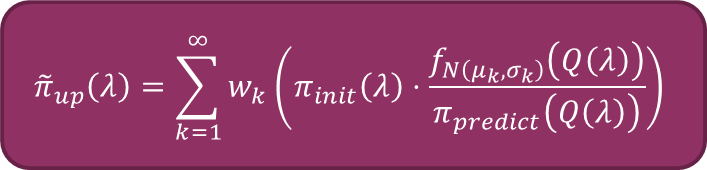 π̃_up(λ) = ∑_{k=1}^{∞} w_k (π_init(λ) · f_{N(μ_k,σ_k)}(Q(λ)) / π_predict(Q(λ)))